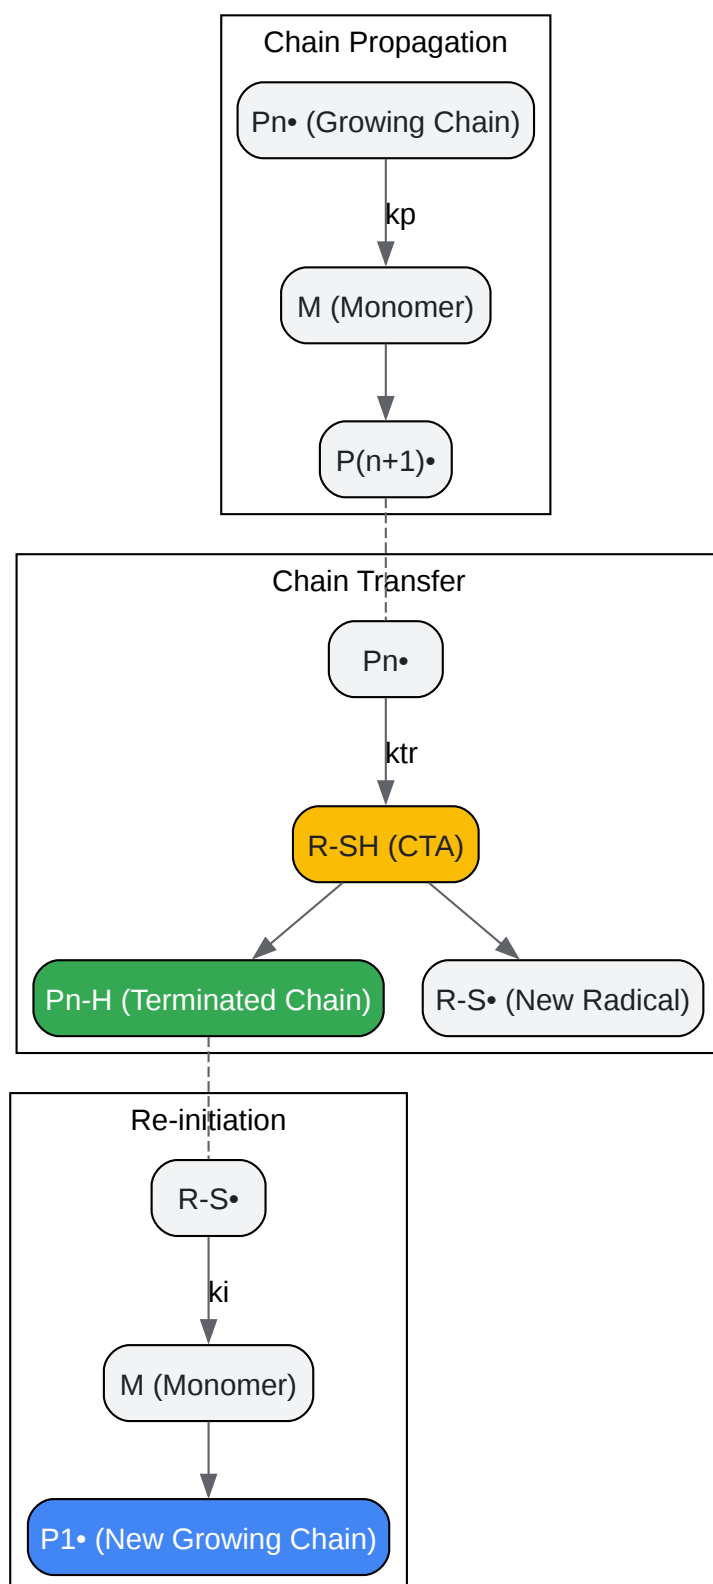 Chain Propagation
Pn• (Growing Chain)
kp
M (Monomer)
P(n+1)•
Chain Transfer
Pn•
ktr
R-SH (CTA)
Pn-H (Terminated Chain)
R-S• (New Radical)
Re-initiation
R-S•
ki
M (Monomer)
P1• (New Growing Chain)